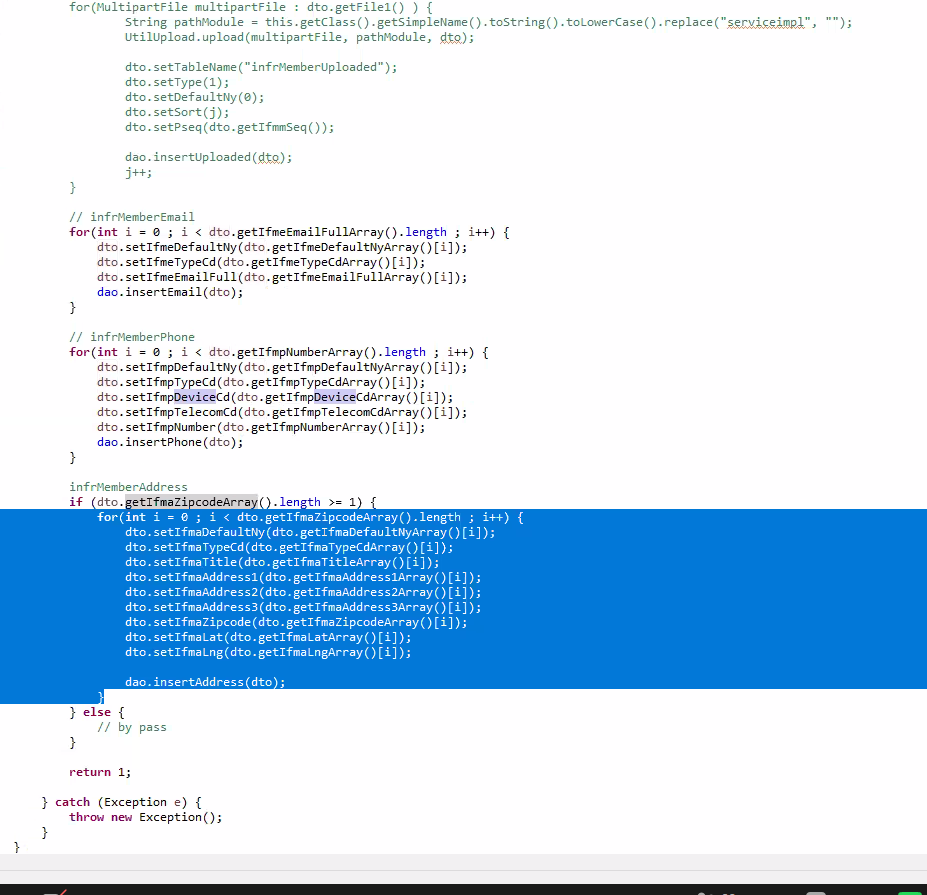 for(MultipartFile multipartFile : dto.getFile1() ) {
String pathModule = this.getClass().getSimpleName().toString().toLowerCase().replace("serviceimpl", "");
UtilUpload.upload(multipartFile, pathModule, dto);
dto.setTableName("infrMemberUploaded");
dto.setType(1);
dto.setDefaultNy(0);
dto.setSort(j);
dto.setPseq(dto.getIfmmSeq());
dao.insertUploaded(dto);
j++;
}
// infrMemberEmail
for(int i = 0 ; i < dto.getIfmeEmailFullArray().length ; i++) {
dto.setIfmeDefaultNy(dto.getIfmeDefaultNyArray()[i]);
dto.setIfmeTypeCd(dto.getIfmeTypeCdArray()[i]);
dto.setIfmeEmailFull(dto.getIfmeEmailFullArray()[i]);
dao.insertEmail(dto);
}
// infrMemberPhone
for(int i = 0 ; i < dto.getIfmpNumberArray().length ; i++) {
dto.setIfmpDefaultNy(dto.getIfmpDefaultNyArray()[i]);
dto.setIfmpTypeCd(dto.getIfmpTypeCdArray()[i]);
dto.setIfmpDeviceCd(dto.getIfmpDeviceCdArray()[i]);
dto.setIfmpTelecomCd(dto.getIfmpTelecomCdArray()[i]);
dto.setIfmpNumber(dto.getIfmpNumberArray()[i]);
dao.insertPhone(dto);
}
infrMemberAddress
if (dto.getIfmaZipcodeArray().length >= 1) {
for(int i = 0 ; i < dto.getIfmaZipcodeArray().length ; i++) {
dto.setIfmaDefaultNy(dto.getIfmaDefaultNyArray()[i]);
dto.setIfmaTypeCd(dto.getIfmaTypeCdArray()[i]);
dto.setIfmaTitle(dto.getIfmaTitleArray()[i]);
dto.setIfmaAddress1(dto.getIfmaAddress1Array()[i]);
dto.setIfmaAddress2(dto.getIfmaAddress2Array()[i]);
dto.setIfmaAddress3(dto.getIfmaAddress3Array()[i]);
dto.setIfmaZipcode(dto.getIfmaZipcodeArray()[i]);
dto.setIfmaLat(dto.getIfmaLatArray()[i]);
dto.setIfmaLng(dto.getIfmaLngArray()[i]);
dao.insertAddress(dto);
}
} else {
// by pass
}
return 1;
} catch (Exception e) {
throw new Exception();
}
}